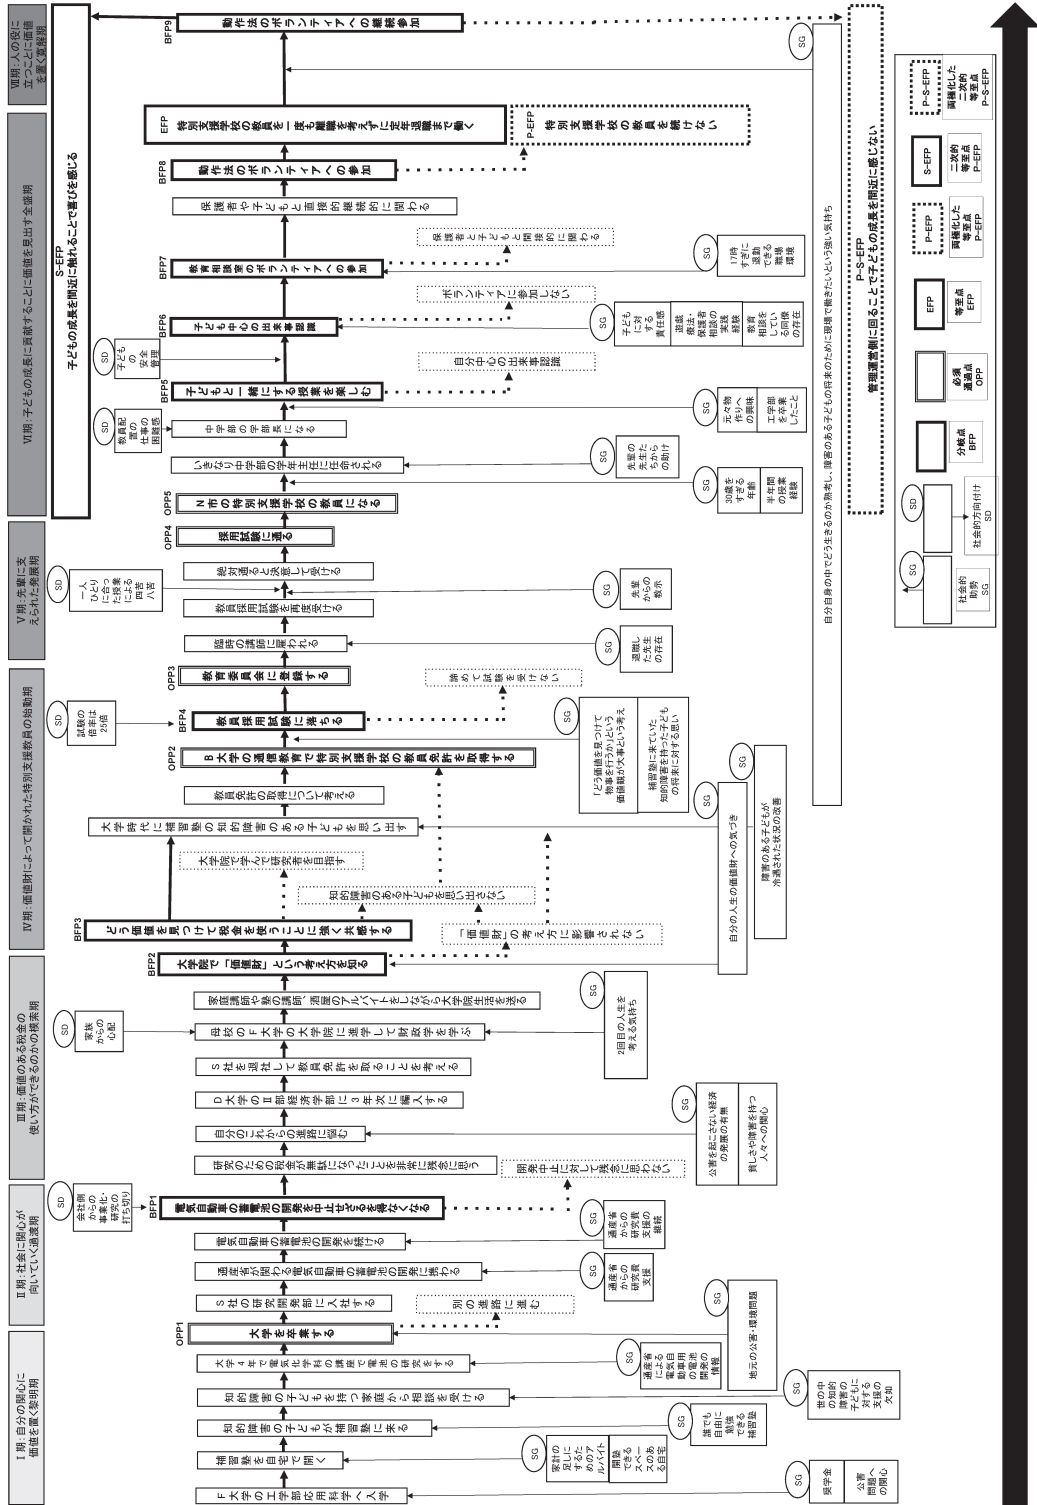 Ⅰ期:自分の関心に
価値を置く黎明期
Ⅱ期:社会に関心が
向いていく過渡期
Ⅲ期:価値のある税金の
使い方ができるのかの模索期
Ⅳ期:価値財によって開かれた特別支援教員の始動期
Ⅴ期:先輩に支
えられた発展期
Ⅵ期:子どもの成長に貢献することに価値を見出す全盛期
Ⅶ期:人の役に
立つことに価値
を置く寛解期
S-EFP
子どもの成長を間近に触れることで喜びを感じる
SD
会社側
からの
事業化・
研究の
打ち切り
SD
家族
からの
心配
SD
試験の
倍率は
25倍
SD
一人
ひとり
に合っ
た授業
による
四苦
八苦
SD
教員配
置の
仕事の
困難感
SD
子ども
の
安全
管理
F大学の工学部応用科学へ入学
補習塾を自宅で開く
知的障害の子どもが補習塾に来る
知的障害の子どもを持つ家庭から相談を受ける
大学4年で電気化学科の講座で電池の研究をする
OPP1
大学を卒業する
別の進路に進む
S社の研究開発部に入社する
通産省が関わる電気自動車の蓄電池の開発に携わる
電気自動車の蓄電池の開発を続ける
BFP1
電気自動車の蓄電池の開発を中止せざるを得なくなる
開発中止に対して残念に思わない
研究のための税金が無駄になったことを非常に残念に思う
自分のこれからの進路に悩む
D大学のⅡ部経済学部に3年次に編入する
S社を退社して教員免許を取ることを考える
母校のF大学の大学院に進学して財政学を学ぶ
家庭講師や塾の講師、酒屋のアルバイトをしながら大学院生活を送る
BFP2
大学院で「価値財」という考え方を知る
「価値財」の考え方に影響されない
BFP3
どう価値を見つけて税金を使うことに強く共感する
知的障害のある子どもを思い出さない
大学院で学んで研究者を目指す
大学時代に補習塾の知的障害のある子どもを思い出す
教員免許の取得について考える
OPP2
B大学の通信教育で特別支援学校の教員免許を取得する
BFP4
教員採用試験に落ちる
諦めて試験を受けない
OPP3
教育委員会に登録する
臨時の講師に雇われる
教員採用試験を再度受ける
絶対通ると決意して受ける
OPP4
採用試験に通る
OPP5
N市の特別支援学校の教員になる
いきなり中学部の学年主任に任命される
中学部の学部長になる
BFP5
子どもと一緒にする授業を楽しむ
自分中心の出来事認識
BFP6
子ども中心の出来事認識
ボランティアに参加しない
BFP7
教育相談室のボランティアへの参加
保護者と子どもと間接的に関わる
保護者や子どもと直接的継続的に関わる
BFP8
動作法のボランティアへの参加
EFP
特別支援学校の教員を一度も離職を考えずに定年退職まで働く
P-EFP
特別支援学校の教員を続けない
BFP9
動作法のボランティアへの継続参加
SG
奨学金
公害
問題へ
の関心
SG
家計の
足しに
するた
めのア
ルバイト
開塾
できる
スペー
スのあ
る自宅
SG
誰でも
自由に
勉強
できる
補習塾
SG
世の中
の知的
障害の
子どもに
対する
支援の
欠如
SG
通産省
による
電気自
動車用
の電池
開発の
情報
SG
地元の公害・環境問題
SG
通産省
からの
研究費
支援
SG
通産省
からの
研究費
支援の
継続
SG
公害を起こさない経済
の発展の有無
貧しさや障害を持つ
人々への関心
SG
2回目の人生を
考える気持ち
SG
自分の人生の価値財への気づき
SG
障害のある子どもが
冷遇された状況の改善
SG
「どう価値を見つけて
物事を行うか」という
価値観が大事という考え
補習塾に来ていた
知的障害を持った子ども
の将来に対する思い
SG
退職し
た先生
の存在
SG
先輩
からの
教示
SG
30歳を
すぎる
年齢
半年間
の授業
経験
SG
先輩の
先生た
ちから
の助け
SG
元々物
作りへ
の興味
工学部
を卒業
したこと
SG
子ども
に対
する
責任感
遊戯
療法・
保護者
相談の
実践
経験
教育
相談を
してい
る同僚
の存在
SG
17時
すぎに
退勤
できる
職場
環境
SG
自分自身の中でどう生きるのか熟考し、障害のある子どもの将来のために現場で働きたいという強い気持ち
P-S-EFP
管理運営側に回ることで子どもの成長を間近に感じない
SG
社会的
助勢
SG
SD
社会的方向付け
SD
分岐点
BFP
必須
通過点
OPP
EFP
等至点
EFP
P-EFP
両極化した
等至点
P-EFP
S-EFP
二次的
等至点
P-EFP
P-S-EFP
両極化した
二次的
等至点
P-S-EFP